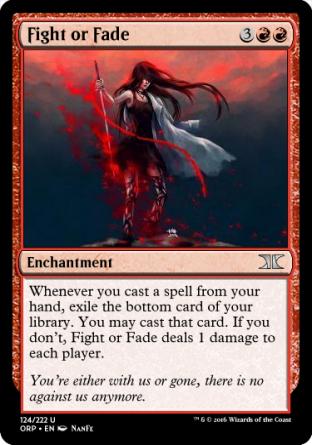 Fight or Fade 3
Enchantment
Whenever you cast a spell from your
hand, exile the bottom card of your
library. You may cast that card. If you
don't, Fight or Fade deals 1 damage to
each player.
You're either with us or gone, there is no
against us anymore.
124/222 U
ORP • EN NanFe
™ & © 2016 Wizards of the Coast